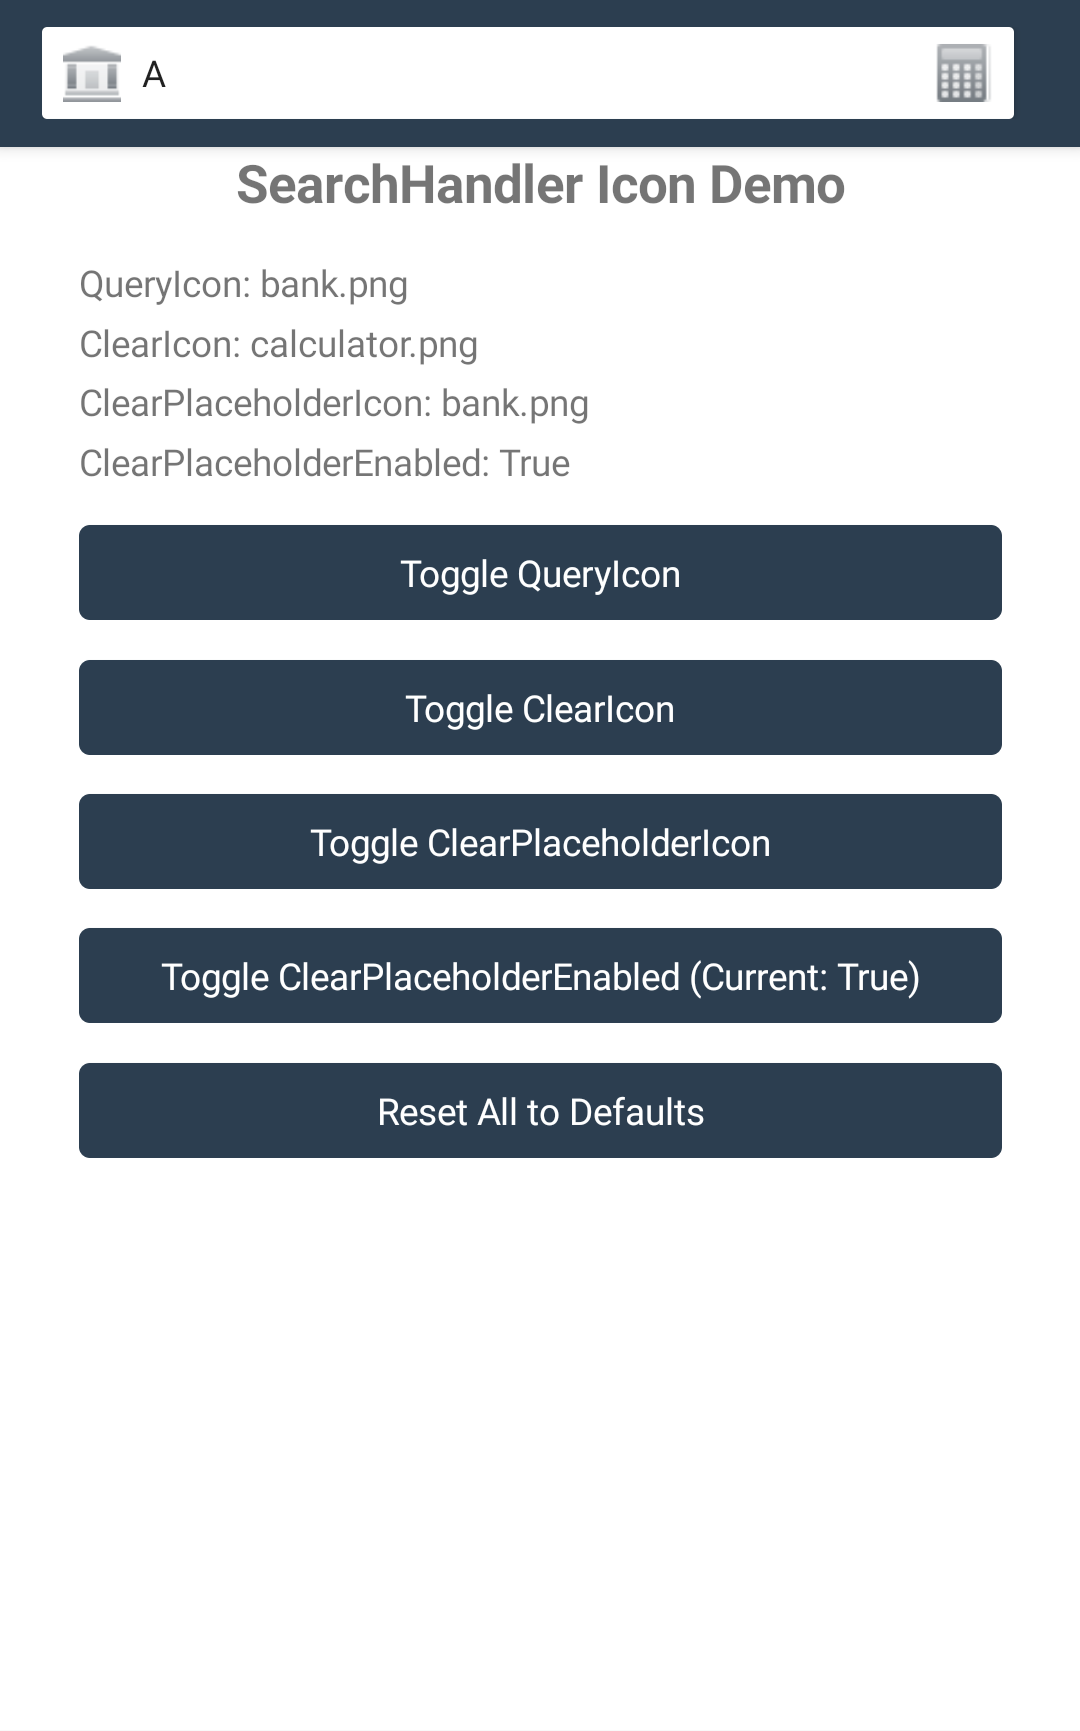 A
SearchHandler Icon Demo
QueryIcon: bank.png
ClearIcon: calculator.png
ClearPlaceholderIcon: bank.png
ClearPlaceholderEnabled: True
Toggle QueryIcon
Toggle ClearIcon
Toggle ClearPlaceholderIcon
Toggle ClearPlaceholderEnabled (Current: True)
Reset All to Defaults